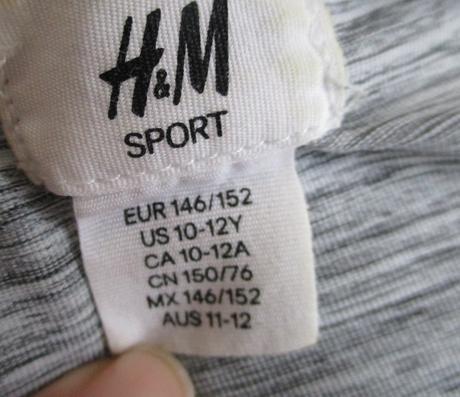 H&M
SPORT
EUR 146/152
US 10-12Y
CA 10-12A
CN 150/76
MX 146/152
AUS 11-12